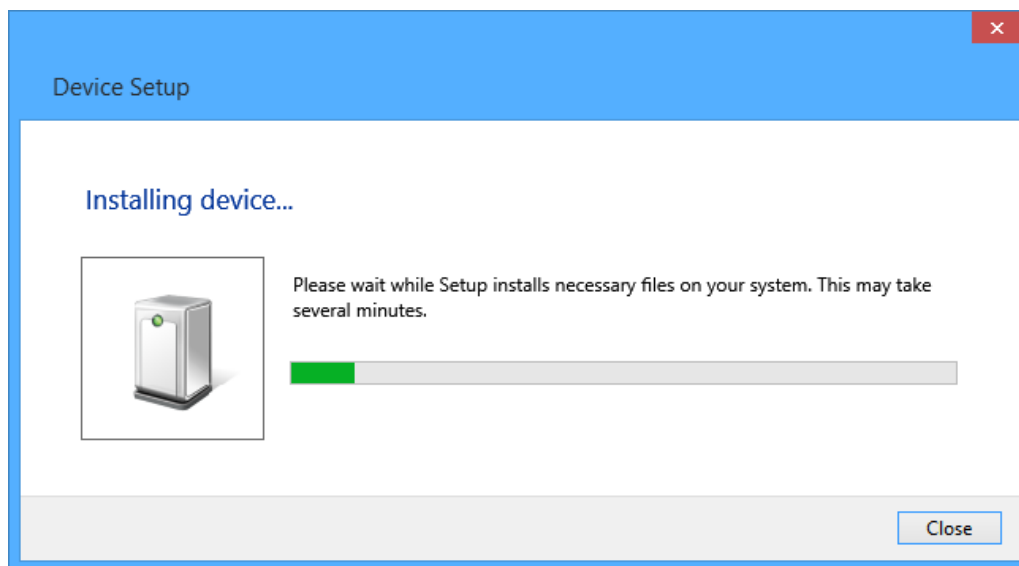 Device Setup
Installing device...
Please wait while Setup installs necessary files on your system. This may take
several minutes.
Close